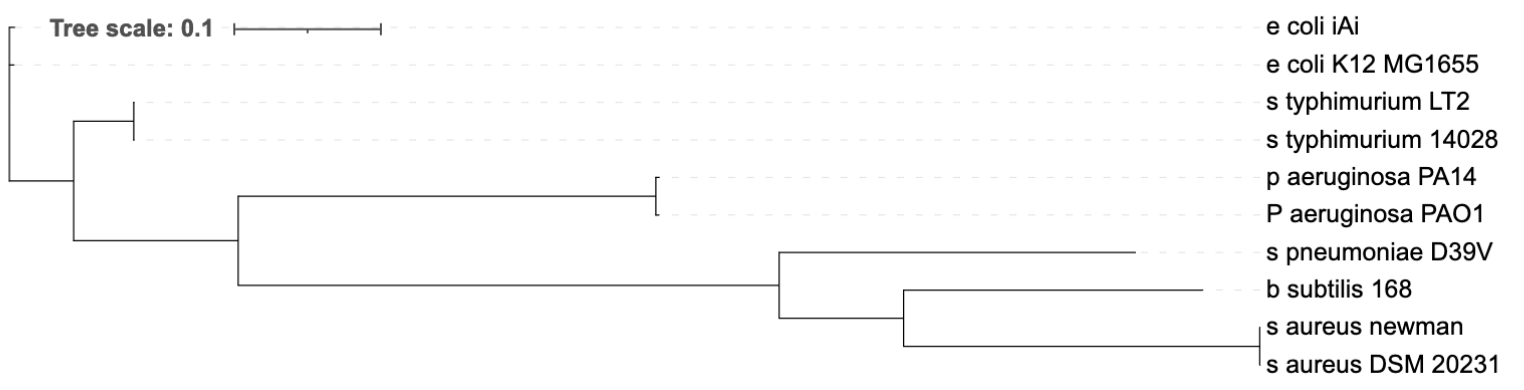 Tree scale: 0.1
e coli iAi
e coli K12 MG1655
s typhimurium LT2
s typhimurium 14028
p aeruginosa PA14
P aeruginosa PAO1
s pneumoniae D39V
b subtilis 168
s aureus newman
s aureus DSM 20231